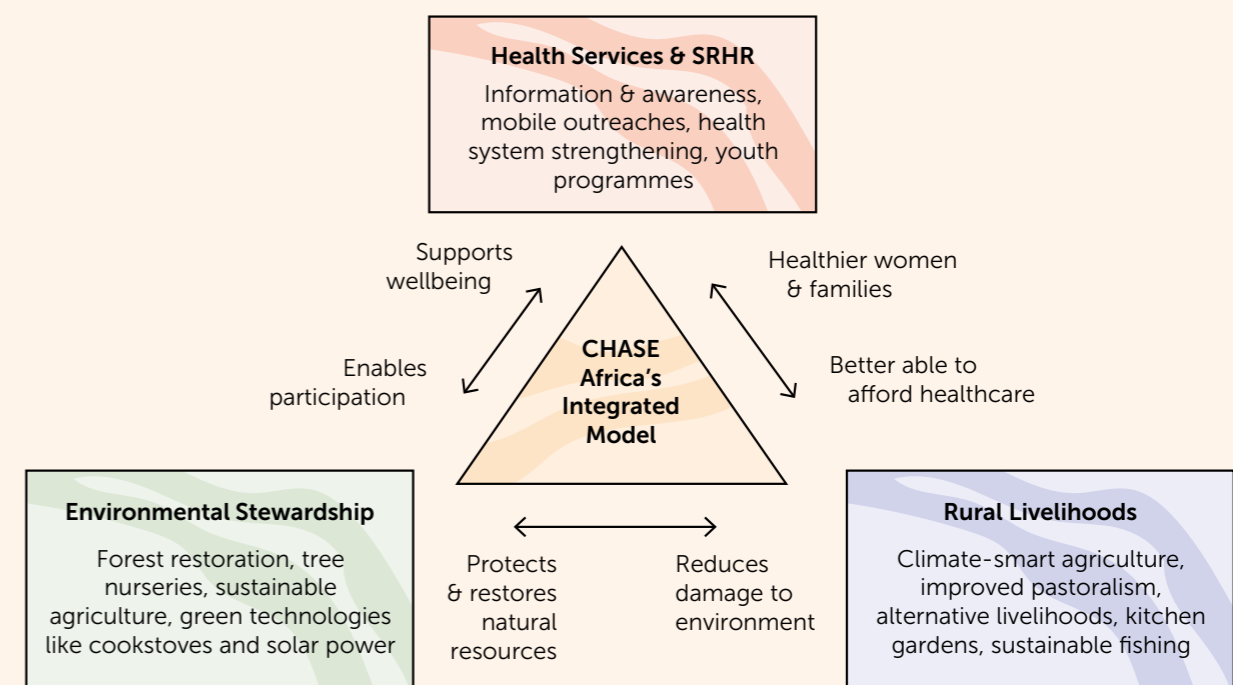 Health Services & SRHR
Information & awareness,
mobile outreaches, health
system strengthening, youth
programmes
Supports
wellbeing
Healthier women
& families
Enables
participation
Better able to
afford healthcare
CHASE
Africa’s
Integrated
Model
Environmental Stewardship
Forest restoration, tree
nurseries, sustainable
agriculture, green technologies
like cookstoves and solar power
Protects
& restores
natural
resources
Reduces
damage to
environment
Rural Livelihoods
Climate-smart agriculture,
improved pastoralism,
alternative livelihoods, kitchen
gardens, sustainable fishing